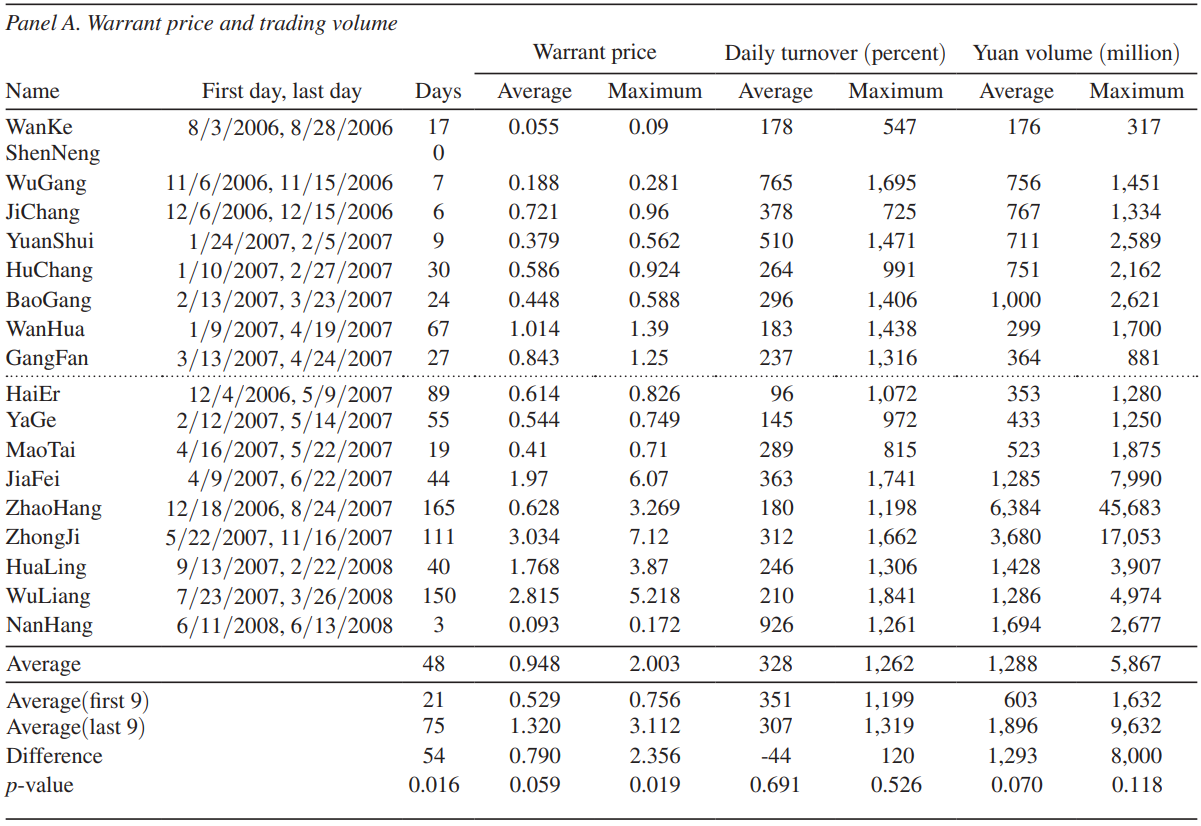 Panel A. Warrant price and trading volume
Warrant price Daily turnover (percent) Yuan volume (million)
Name First day, last day Days Average Maximum Average Maximum Average Maximum
WanKe 8/3/2006, 8/28/2006 17 0.055 0.09 178 547 176 317
ShenNeng 0
WuGang 11/6/2006, 11/15/2006 7 0.188 0.281 765 1,695 756 1,451
JiChang 12/6/2006, 12/15/2006 6 0.721 0.96 378 725 767 1,334
YuanShui 1/24/2007, 2/5/2007 9 0.379 0.562 510 1,471 711 2,589
HuChang 1/10/2007, 2/27/2007 30 0.586 0.924 264 991 751 2,162
BaoGang 2/13/2007, 3/23/2007 24 0.448 0.588 296 1,406 1,000 2,621
WanHua 1/9/2007, 4/19/2007 67 1.014 1.39 183 1,438 299 1,700
GangFan 3/13/2007, 4/24/2007 27 0.843 1.25 237 1,316 364 881
HaiEr 12/4/2006, 5/9/2007 89 0.614 0.826 96 1,072 353 1,280
YaGe 2/12/2007, 5/14/2007 55 0.544 0.749 145 972 433 1,250
MaoTai 4/16/2007, 5/22/2007 19 0.41 0.71 289 815 523 1,875
JiaFei 4/9/2007, 6/22/2007 44 1.97 6.07 363 1,741 1,285 7,990
ZhaoHang 12/18/2006, 8/24/2007 165 0.628 3.269 180 1,198 6,384 45,683
ZhongJi 5/22/2007, 11/16/2007 111 3.034 7.12 312 1,662 3,680 17,053
HuaLing 9/13/2007, 2/22/2008 40 1.768 3.87 246 1,306 1,428 3,907
WuLiang 7/23/2007, 3/26/2008 150 2.815 5.218 210 1,841 1,286 4,974
NanHang 6/11/2008, 6/13/2008 3 0.093 0.172 926 1,261 1,694 2,677
Average 48 0.948 2.003 328 1,262 1,288 5,867
Average(first 9) 21 0.529 0.756 351 1,199 603 1,632
Average(last 9) 75 1.320 3.112 307 1,319 1,896 9,632
Difference 54 0.790 2.356 -44 120 1,293 8,000
p-value 0.016 0.059 0.019 0.691 0.526 0.070 0.118